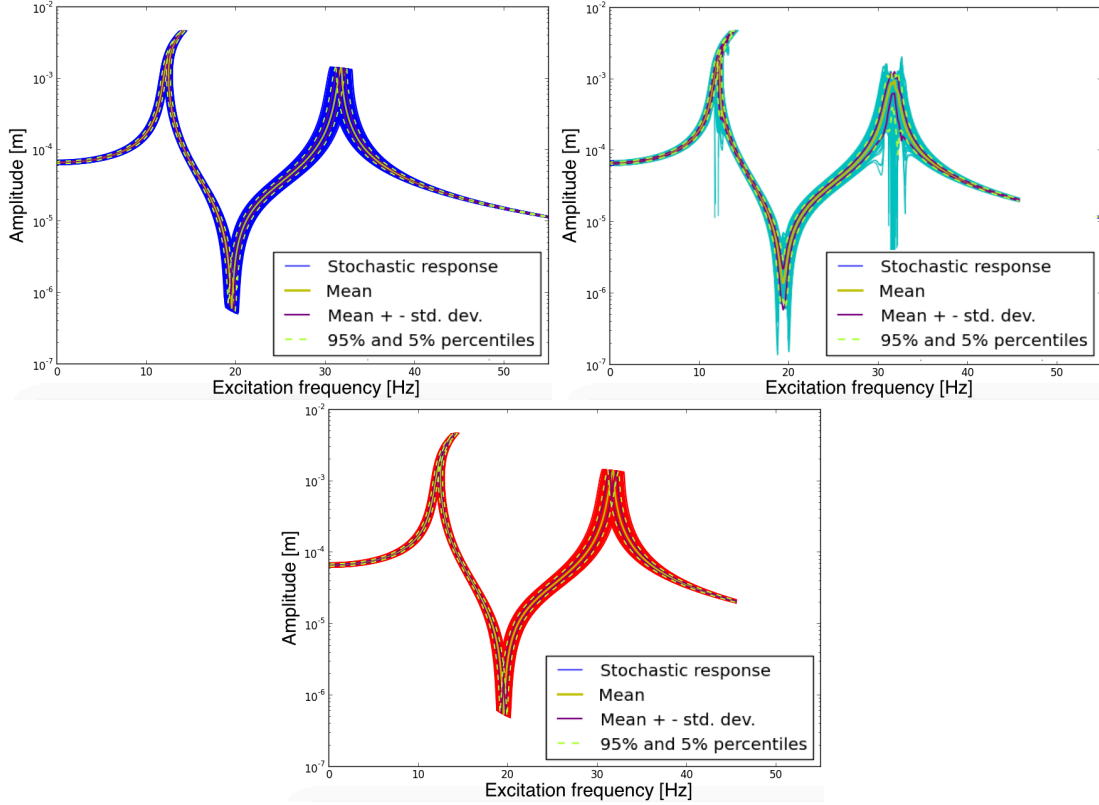 10^-2
10^-3
10^-4
10^-5
10^-6
10^-7
Amplitude [m]
0 10 20 30 40 50
Excitation frequency [Hz]
Stochastic response
Mean
Mean + - std. dev.
95% and 5% percentiles
10^-2
10^-3
10^-4
10^-5
10^-6
10^-7
Amplitude [m]
0 10 20 30 40 50
Excitation frequency [Hz]
Stochastic response
Mean
Mean + - std. dev.
95% and 5% percentiles
10^-2
10^-3
10^-4
10^-5
10^-6
10^-7
Amplitude [m]
0 10 20 30 40 50
Excitation frequency [Hz]
Stochastic response
Mean
Mean + - std. dev.
95% and 5% percentiles